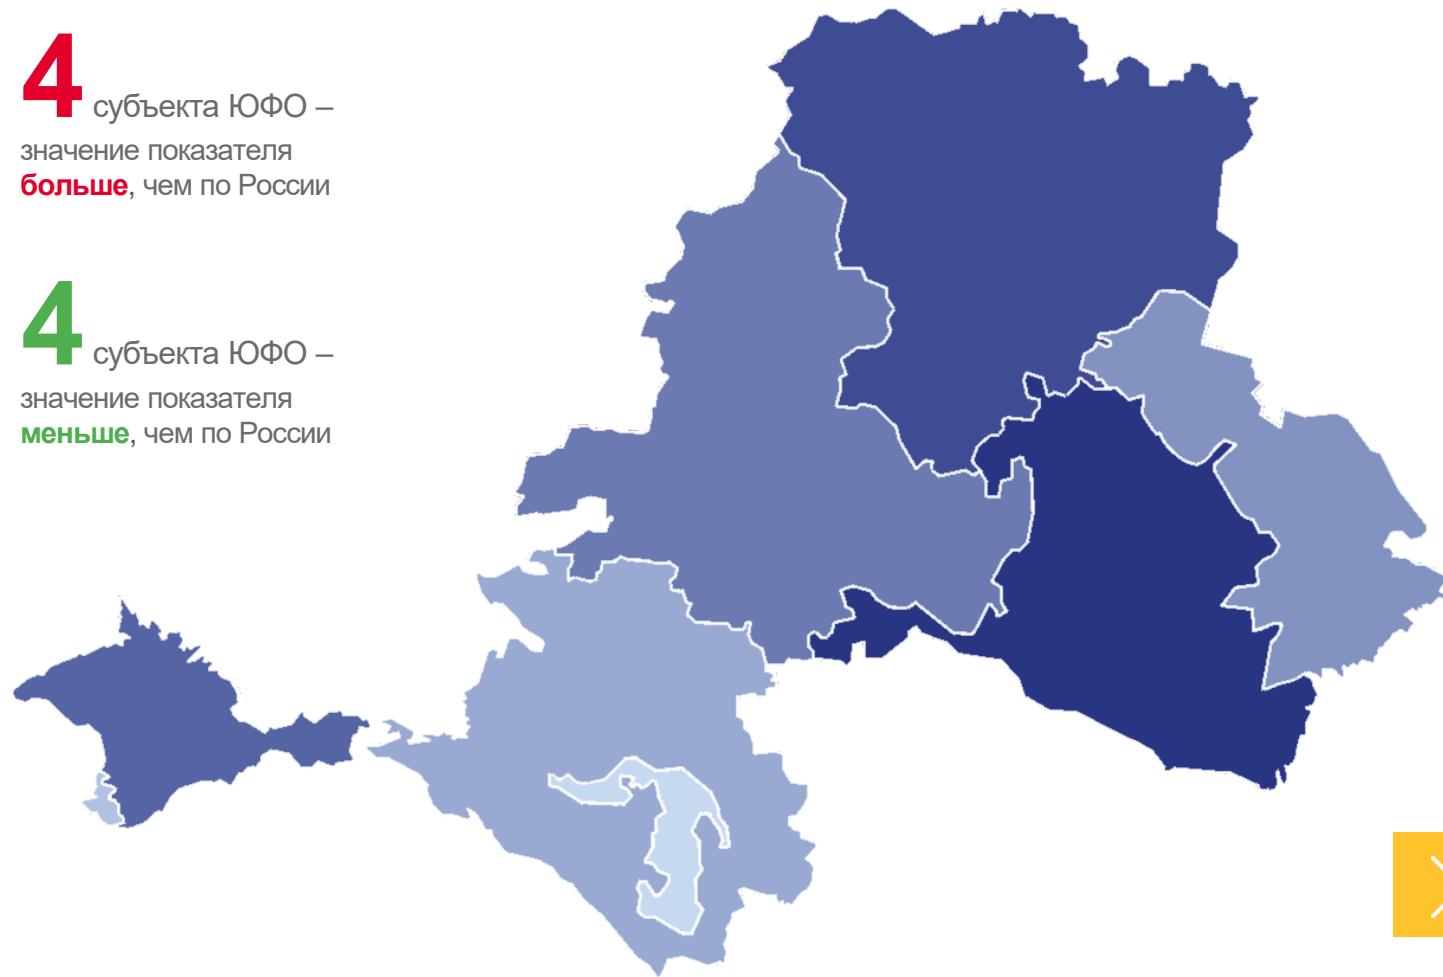 4 субъекта ЮФО –
значение показателя
больше, чем по России
4 субъекта ЮФО –
значение показателя
меньше, чем по России